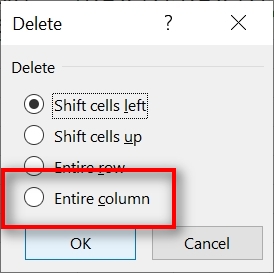 Delete
?
Delete
Shift cells left
Shift cells up
Entire row
Entire column
OK Cancel